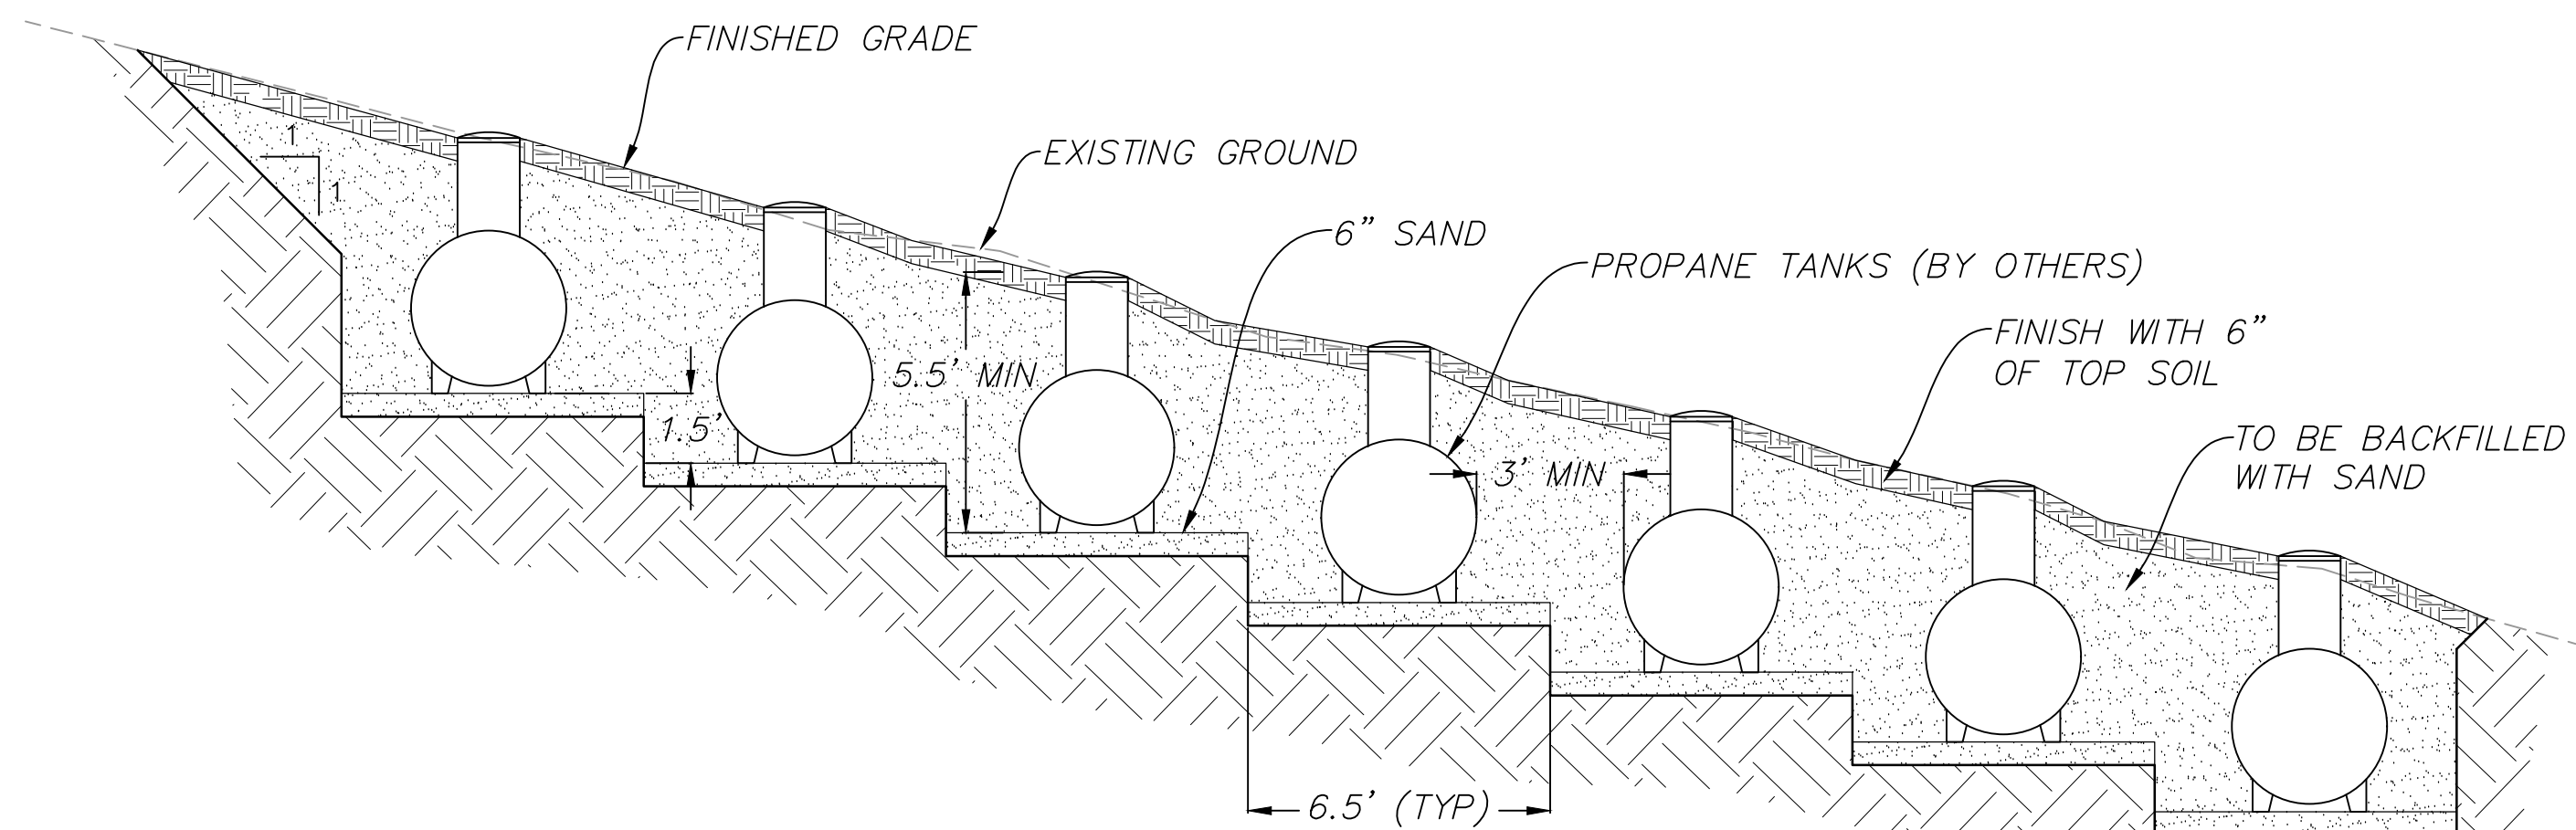 FINISHED GRADE
EXISTING GROUND
6" SAND
PROPANE TANKS (BY OTHERS)
FINISH WITH 6"
OF TOP SOIL
TO BE BACKFILLED
WITH SAND
1
1
5.5' MIN
1.5'
3' MIN
6.5' (TYP)